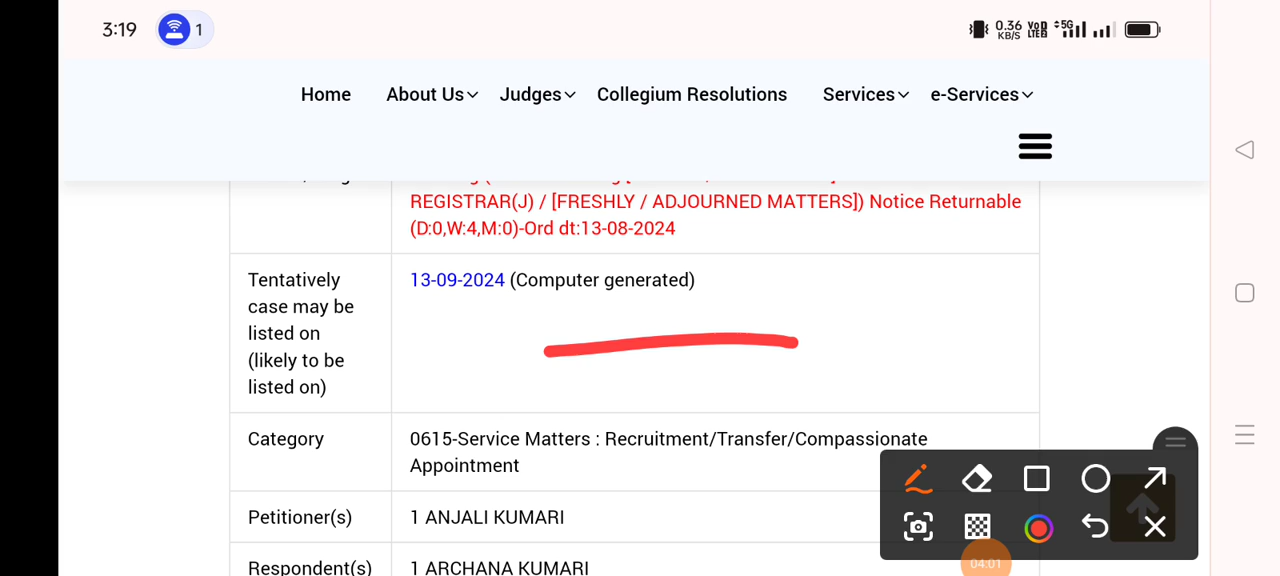 3:19
1
0.36
KB/S
VoD
LTE2
5G
Home About Us Judges Collegium Resolutions Services e-Services
REGISTRAR(J) / [FRESHLY / ADJOURNED MATTERS]) Notice Returnable
(D:0,W:4,M:0)-Ord dt:13-08-2024
Tentatively
case may be
listed on
(likely to be
listed on)
13-09-2024 (Computer generated)
Category
0615-Service Matters : Recruitment/Transfer/Compassionate
Appointment
Petitioner(s)
1 ANJALI KUMARI
Respondent(s)
1 ARCHANA KUMARI
04:01